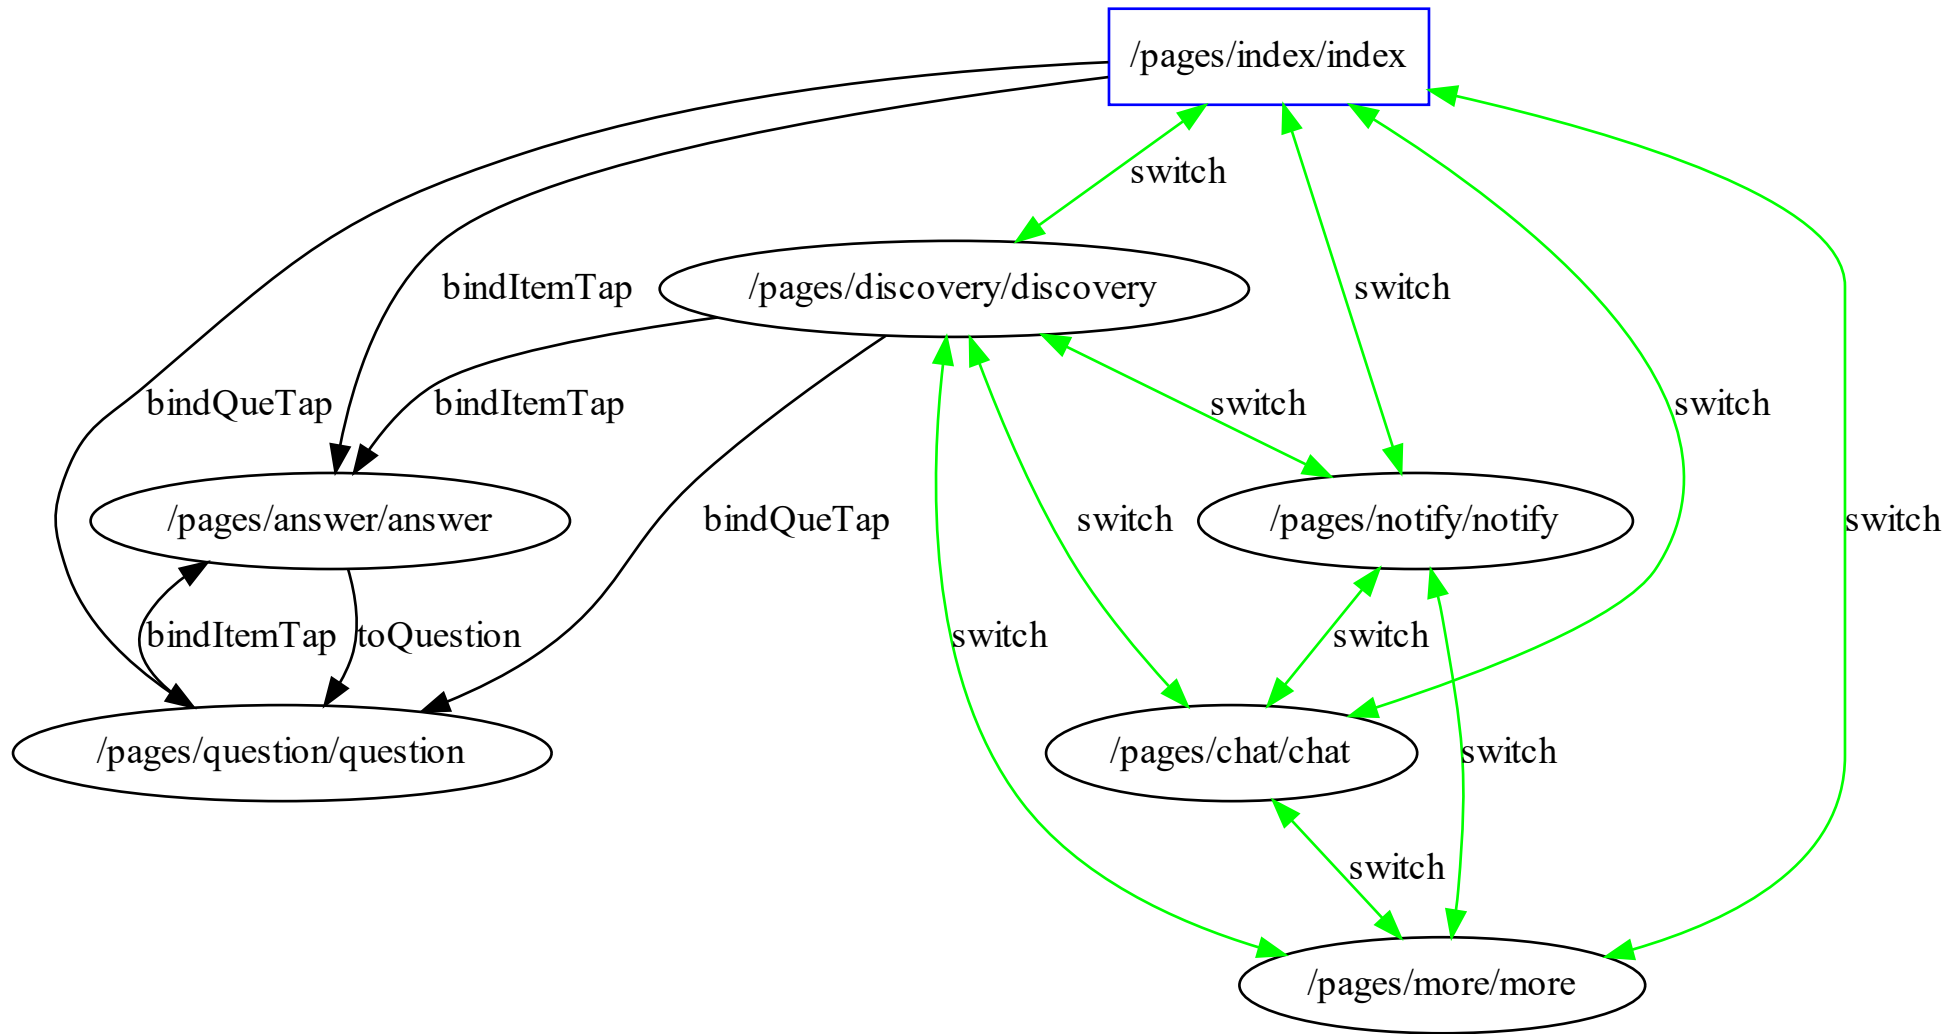 /pages/index/index
switch
bindItemTap
/pages/discovery/discovery
switch
bindQueTap
bindItemTap
switch
switch
/pages/answer/answer
bindQueTap
switch
/pages/notify/notify
switch
bindItemTap
toQuestion
switch
switch
/pages/question/question
/pages/chat/chat
switch
switch
/pages/more/more